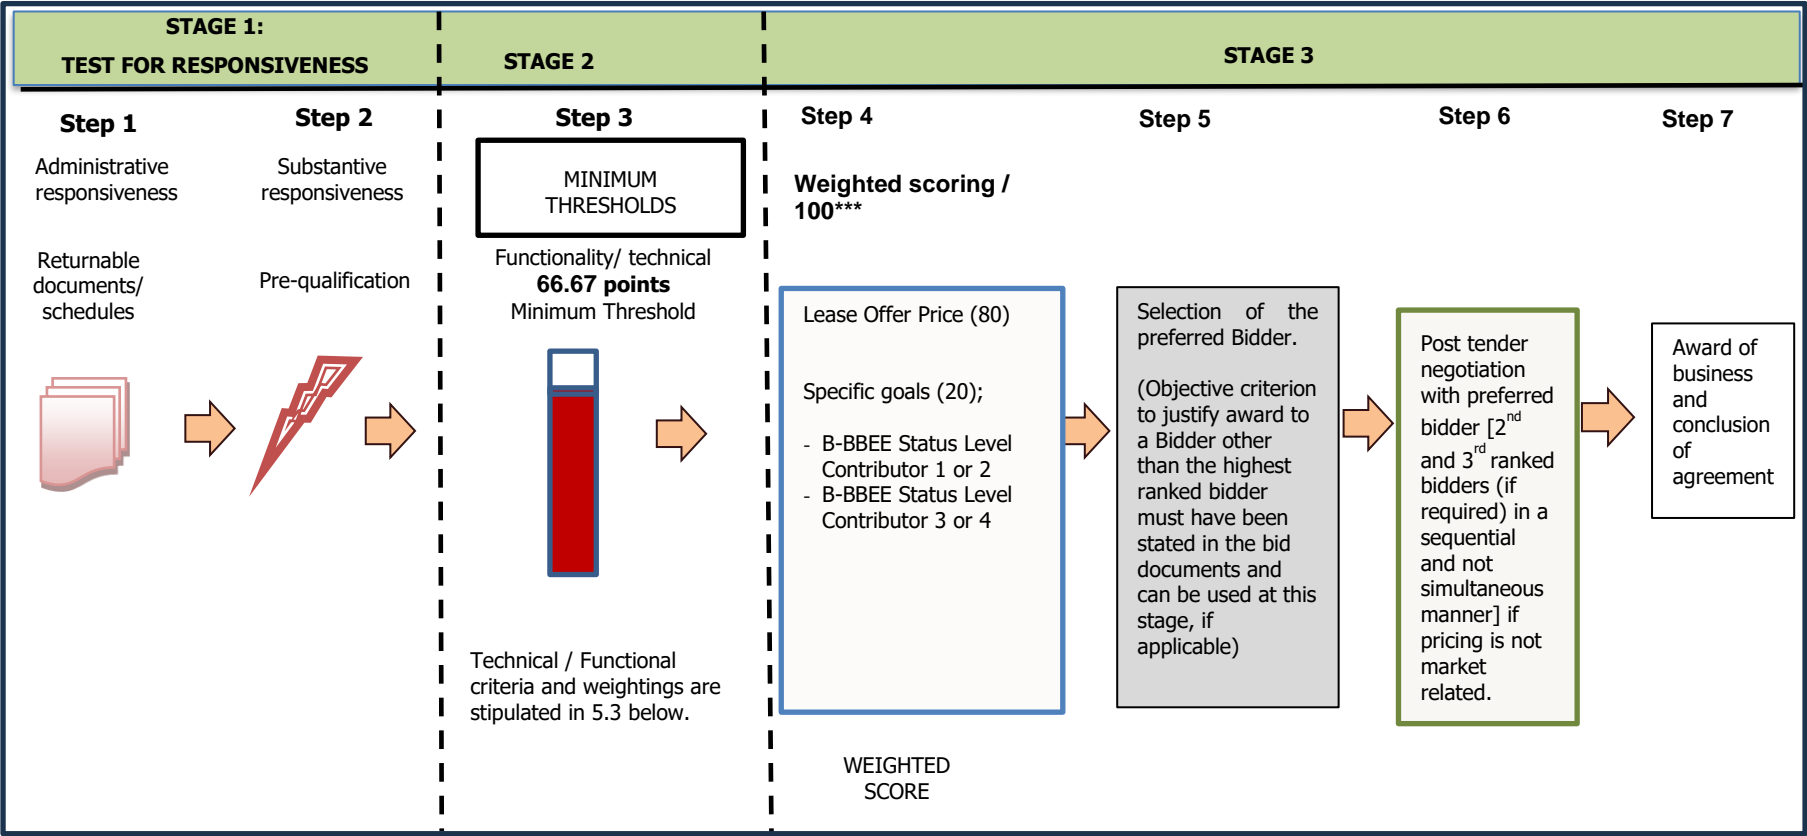 STAGE 1:
TEST FOR RESPONSIVENESS
STAGE 2
STAGE 3
Step 1
Administrative
responsiveness
Returnable
documents/
schedules
Step 2
Substantive
responsiveness
Pre-qualification
Step 3
MINIMUM
THRESHOLDS
Functionality/ technical
66.67 points
Minimum Threshold
Technical / Functional
criteria and weightings are
stipulated in 5.3 below.
Step 4
Weighted scoring /
100***
Lease Offer Price (80)
Specific goals (20);
- B-BBEE Status Level
Contributor 1 or 2
- B-BBEE Status Level
Contributor 3 or 4
WEIGHTED
SCORE
Step 5
Selection of the
preferred Bidder.
(Objective criterion
to justify award to
a Bidder other
than the highest
ranked bidder
must have been
stated in the bid
documents and
can be used at this
stage, if
applicable)
Step 6
Post tender
negotiation
with preferred
bidder [2nd
and 3rd ranked
bidders (if
required) in a
sequential
and not
simultaneous
manner] if
pricing is not
market
related.
Step 7
Award of
business
and
conclusion
of
agreement